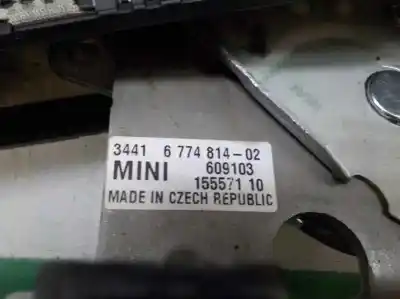 3441 6 774 814-02
MINI 609103
155571 10
MADE IN CZECH REPUBLIC